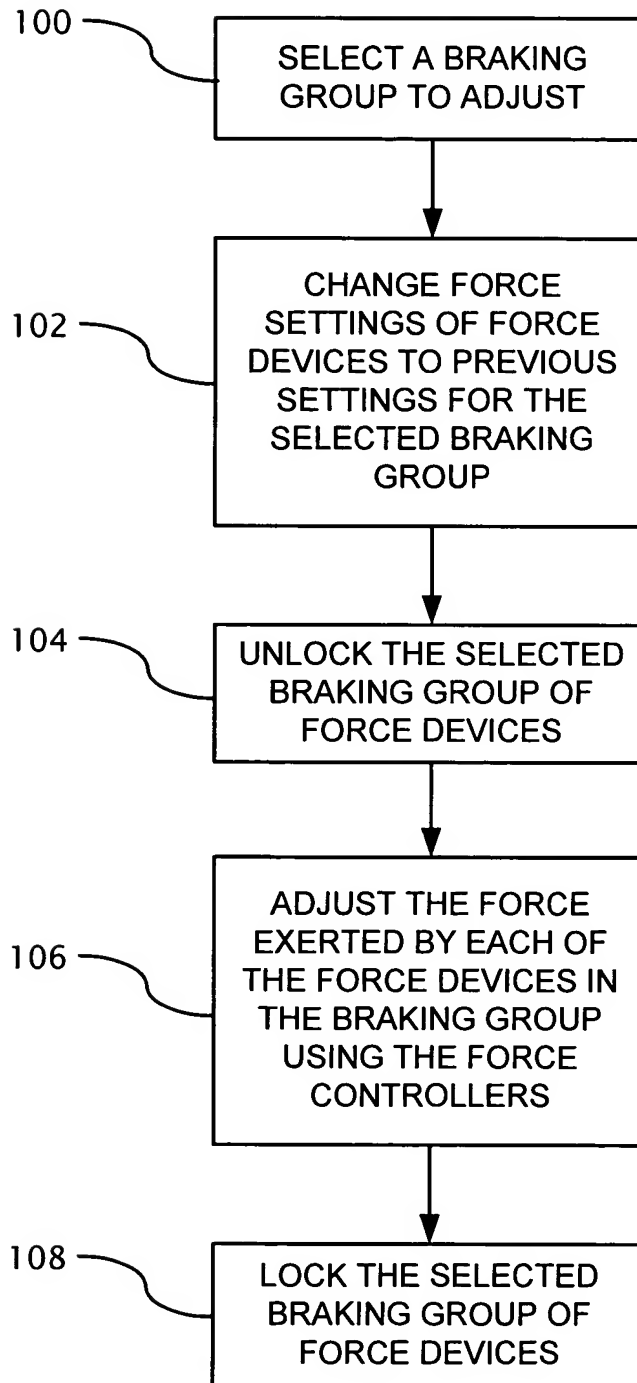 100
SELECT A BRAKING
GROUP TO ADJUST
102
CHANGE FORCE
SETTINGS OF FORCE
DEVICES TO PREVIOUS
SETTINGS FOR THE
SELECTED BRAKING
GROUP
104
UNLOCK THE SELECTED
BRAKING GROUP OF
FORCE DEVICES
106
ADJUST THE FORCE
EXERTED BY EACH OF
THE FORCE DEVICES IN
THE BRAKING GROUP
USING THE FORCE
CONTROLLERS
108
LOCK THE SELECTED
BRAKING GROUP OF
FORCE DEVICES